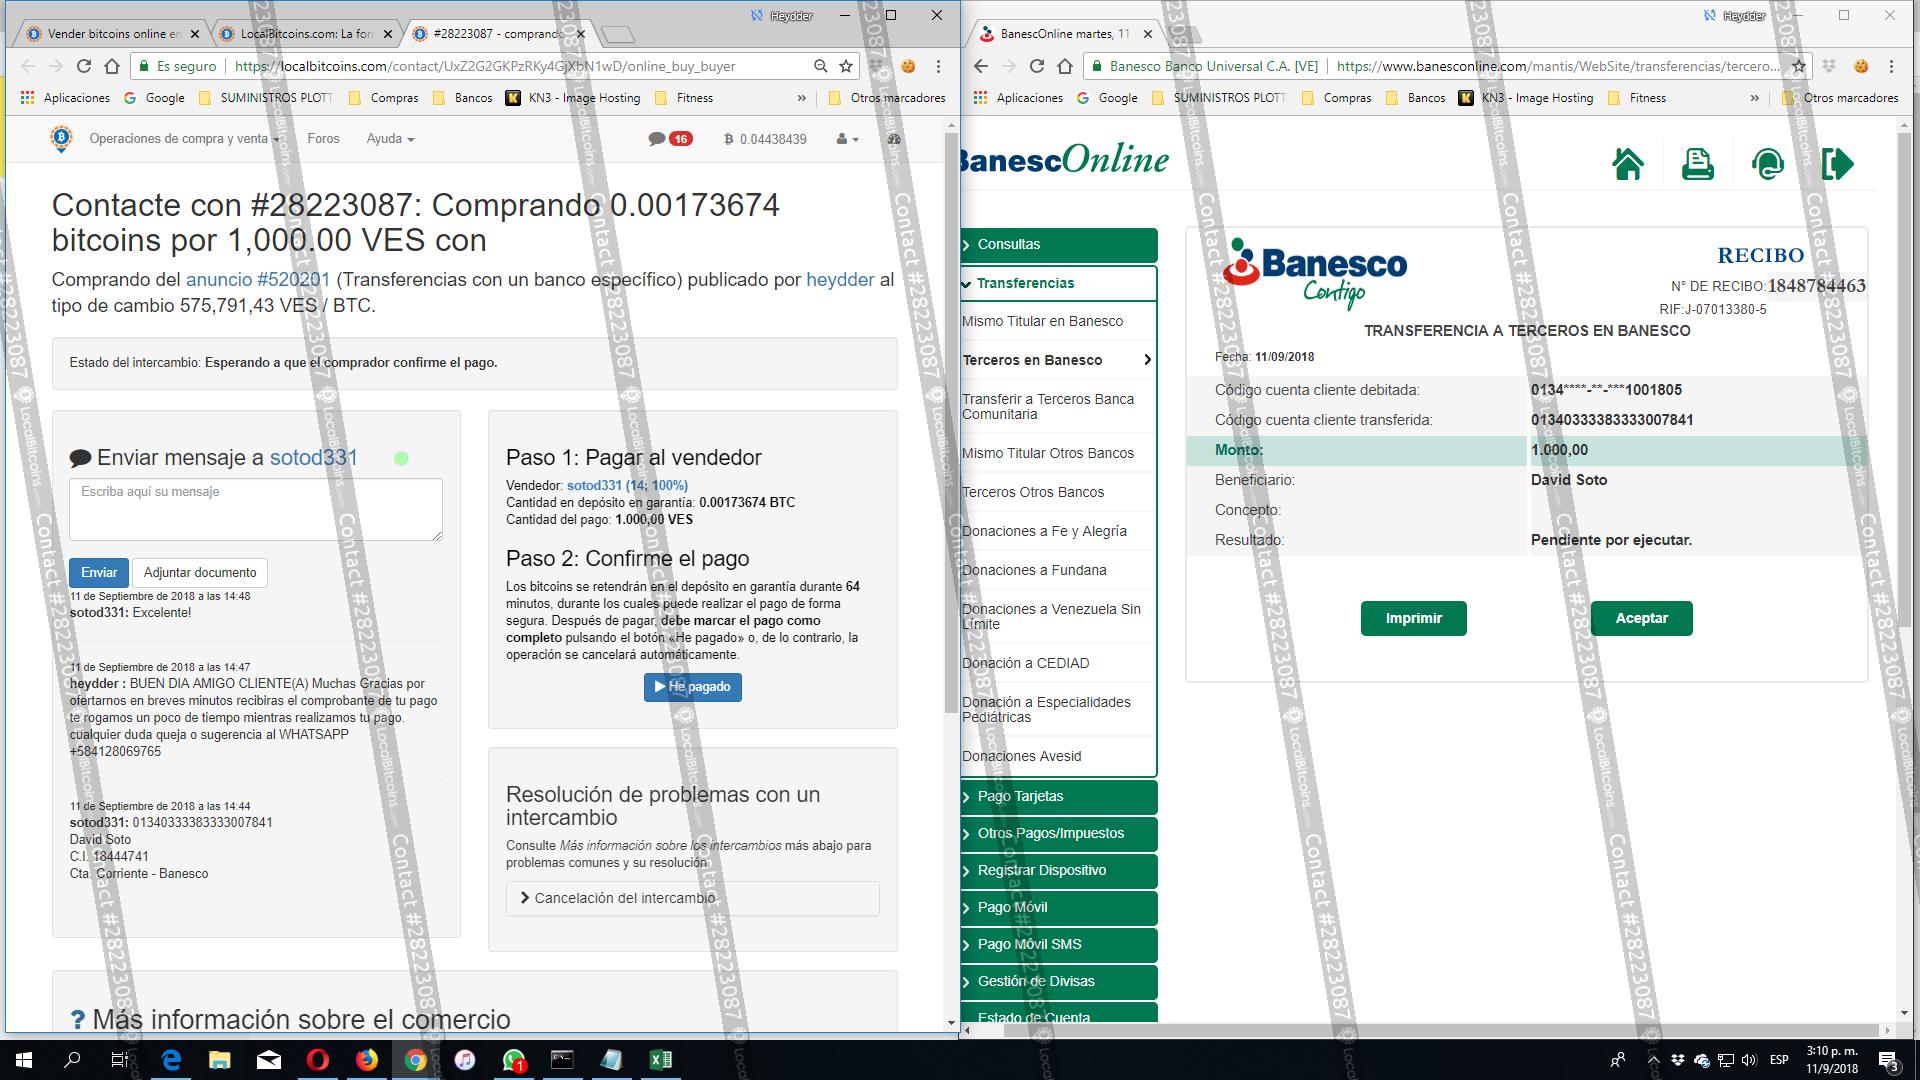 Heydder
Vender bitcoins online en
LocalBitcoins.com: La for
#28223087 - comprando
Es seguro
https://localbitcoins.com/contact/UxZ2G2GKPzRKy4GjXbN1wD/online_buy_buyer
Aplicaciones
Google
SUMINISTROS PLOTT
Compras
Bancos
KN3 - Image Hosting
Fitness
»
Otros marcadores
Operaciones de compra y venta
Foros
Ayuda
16
0.04438439
Contacte con #28223087: Comprando 0.00173674
bitcoins por 1,000.00 VES con
Comprando del anuncio #520201 (Transferencias con un banco específico) publicado por heydder al
tipo de cambio 575,791,43 VES / BTC.
Estado del intercambio: Esperando a que el comprador confirme el pago.
Enviar mensaje a sotod331
Escriba aquí su mensaje
Enviar
Adjuntar documento
11 de Septiembre de 2018 a las 14:48
sotod331: Excelente!
11 de Septiembre de 2018 a las 14:47
heydder : BUEN DIA AMIGO CLIENTE(A) Muchas Gracias por
ofertarnos en breves minutos recibiras el comprobante de tu pago
te rogamos un poco de tiempo mientras realizamos tu pago.
cualquier duda queja o sugerencia al WHATSAPP
+584128069765
11 de Septiembre de 2018 a las 14:44
sotod331: 01340333383333007841
David Soto
C.I. 18444741
Cta. Corriente - Banesco
Paso 1: Pagar al vendedor
Vendedor: sotod331 (14; 100%)
Cantidad en depósito en garantía: 0.00173674 BTC
Cantidad del pago: 1.000,00 VES
Paso 2: Confirme el pago
Los bitcoins se retendrán en el depósito en garantía durante 64
minutos, durante los cuales puede realizar el pago de forma
segura. Después de pagar, debe marcar el pago como
completo pulsando el botón «He pagado» o, de lo contrario, la
operación se cancelará automáticamente.
He pagado
Resolución de problemas con un
intercambio
Consulte Más información sobre los intercambios más abajo para
problemas comunes y su resolución.
Cancelación del intercambio
? Más información sobre el comercio
Heydder
BanescOnline martes, 11
Banesco Banco Universal C.A. [VE]
https://www.banesconline.com/mantis/WebSite/transferencias/tercero...
Aplicaciones
Google
SUMINISTROS PLOTT
Compras
Bancos
KN3 - Image Hosting
Fitness
»
Otros marcadores
BanescOnline
Consultas
Transferencias
Mismo Titular en Banesco
Terceros en Banesco
Transferir a Terceros Banca
Comunitaria
Mismo Titular Otros Bancos
Terceros Otros Bancos
Donaciones a Fe y Alegría
Donaciones a Fundana
Donaciones a Venezuela Sin
Límite
Donación a CEDIAD
Donación a Especialidades
Pediátricas
Donaciones Avesid
Pago Tarjetas
Otros Pagos/Impuestos
Registrar Dispositivo
Pago Móvil
Pago Móvil SMS
Gestión de Divisas
Estado de Cuenta
Banesco
Contigo
RECIBO
N° DE RECIBO:1848784463
RIF:J-07013380-5
TRANSFERENCIA A TERCEROS EN BANESCO
Fecha: 11/09/2018
Código cuenta cliente debitada: 0134****-**-***1001805
Código cuenta cliente transferida: 01340333383333007841
Monto: 1.000,00
Beneficiario: David Soto
Concepto:
Resultado: Pendiente por ejecutar.
Imprimir
Aceptar
LocalBitcoins.com Contact #28223087
1
ESP
3:10 p. m.
11/9/2018
3